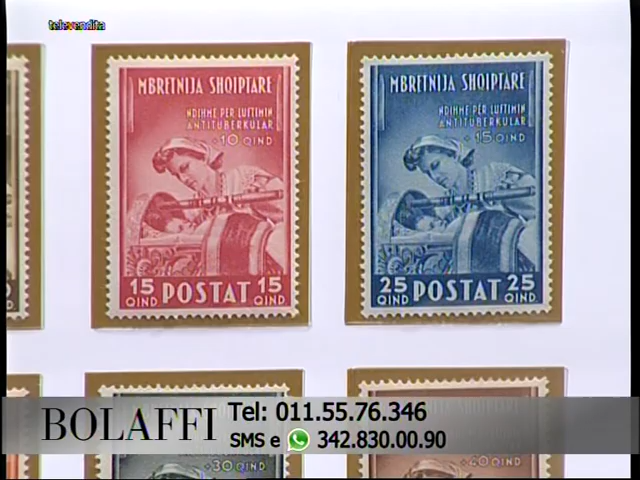 televendita
MBRETNIJA SHQIPTARE
NDIHME PER LUFTIMIN
ANTITUBERKULAR
+10 QIND
15 QIND POSTAT 15 QIND
MBRETNIJA SHQIPTARE
NDIHME PER LUFTIMIN
ANTITUBERKULAR
+15 QIND
25 QIND POSTAT 25 QIND
+30 QIND
+40 QIND
BOLAFFI
Tel: 011.55.76.346
SMS e 342.830.00.90